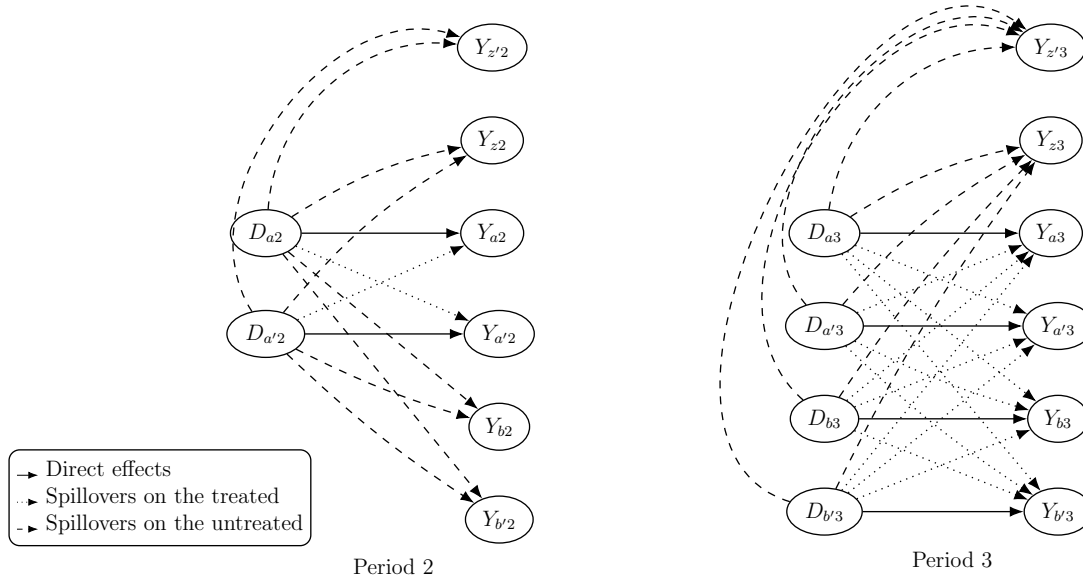 Y_{z′2}
Y_{z2}
D_{a2}
Y_{a2}
D_{a′2}
Y_{a′2}
Y_{b2}
Y_{b′2}
Direct effects
Spillovers on the treated
Spillovers on the untreated
Period 2
Y_{z′3}
Y_{z3}
D_{a3}
Y_{a3}
D_{a′3}
Y_{a′3}
D_{b3}
Y_{b3}
D_{b′3}
Y_{b′3}
Period 3